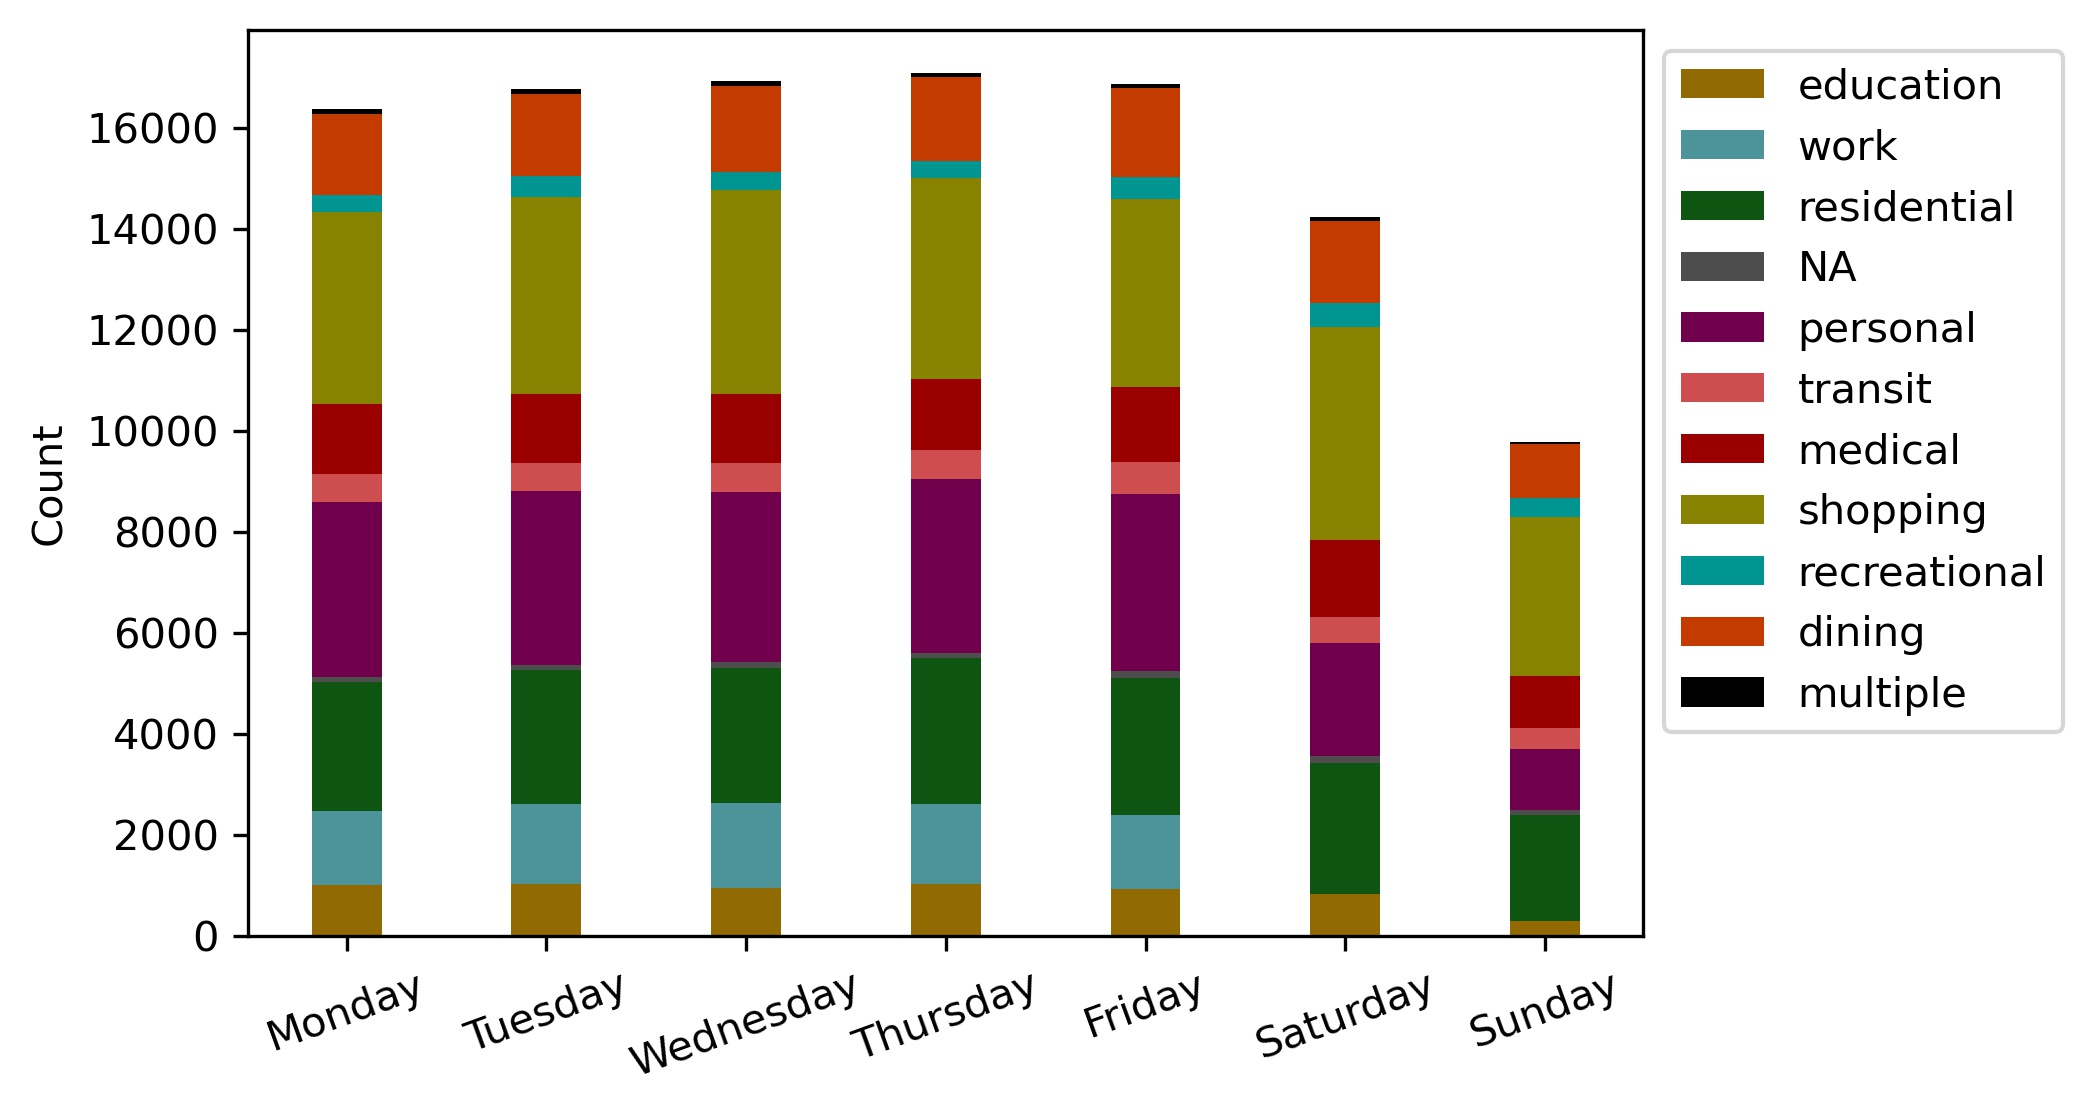 Count
16000
14000
12000
10000
8000
6000
4000
2000
0
Monday
Tuesday
Wednesday
Thursday
Friday
Saturday
Sunday
education
work
residential
NA
personal
transit
medical
shopping
recreational
dining
multiple